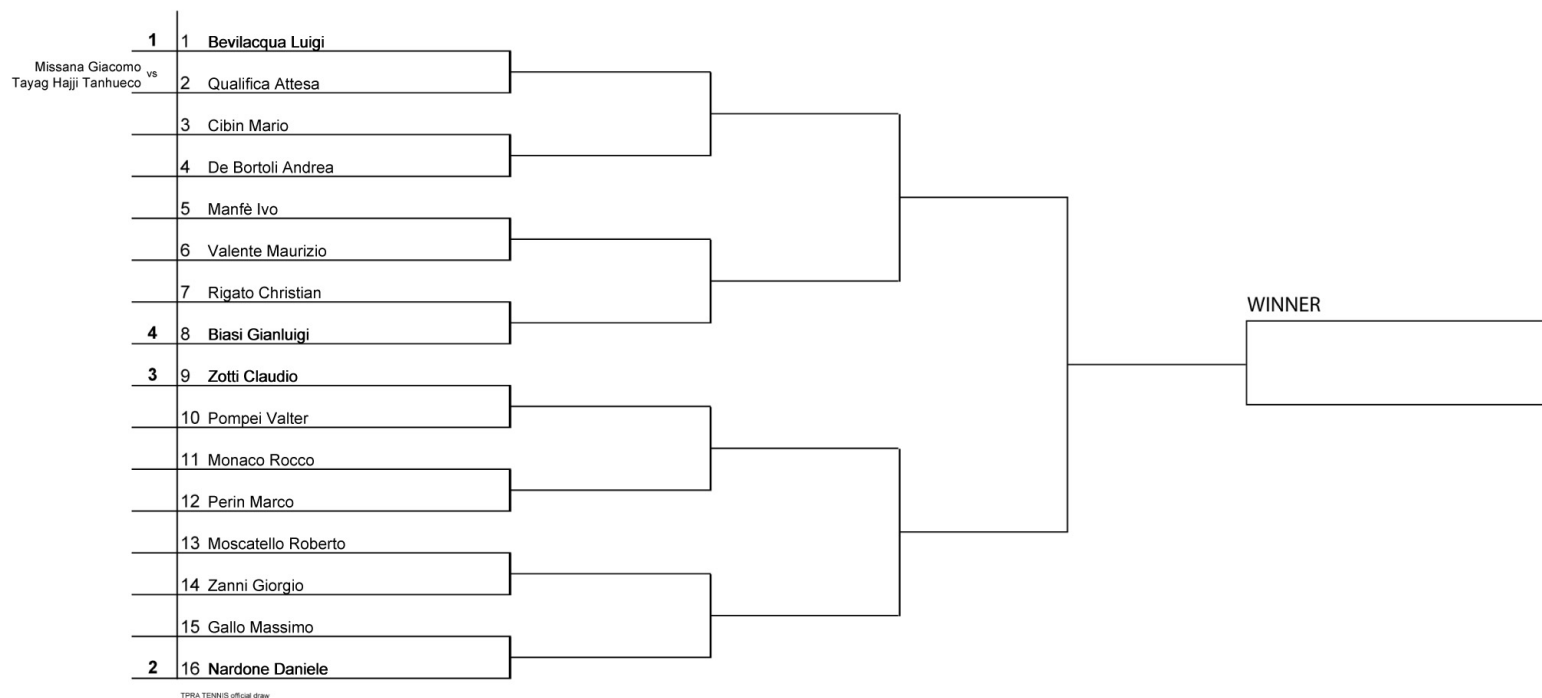 1 1 Bevilacqua Luigi
Missana Giacomo
vs
Tayag Hajji Tanhueco
2 Qualifica Attesa
3 Cibin Mario
4 De Bortoli Andrea
5 Manfè Ivo
6 Valente Maurizio
7 Rigato Christian
4 8 Biasi Gianluigi
3 9 Zotti Claudio
10 Pompei Valter
11 Monaco Rocco
12 Perin Marco
13 Moscatello Roberto
14 Zanni Giorgio
15 Gallo Massimo
2 16 Nardone Daniele
WINNER
TPRA TENNIS official draw